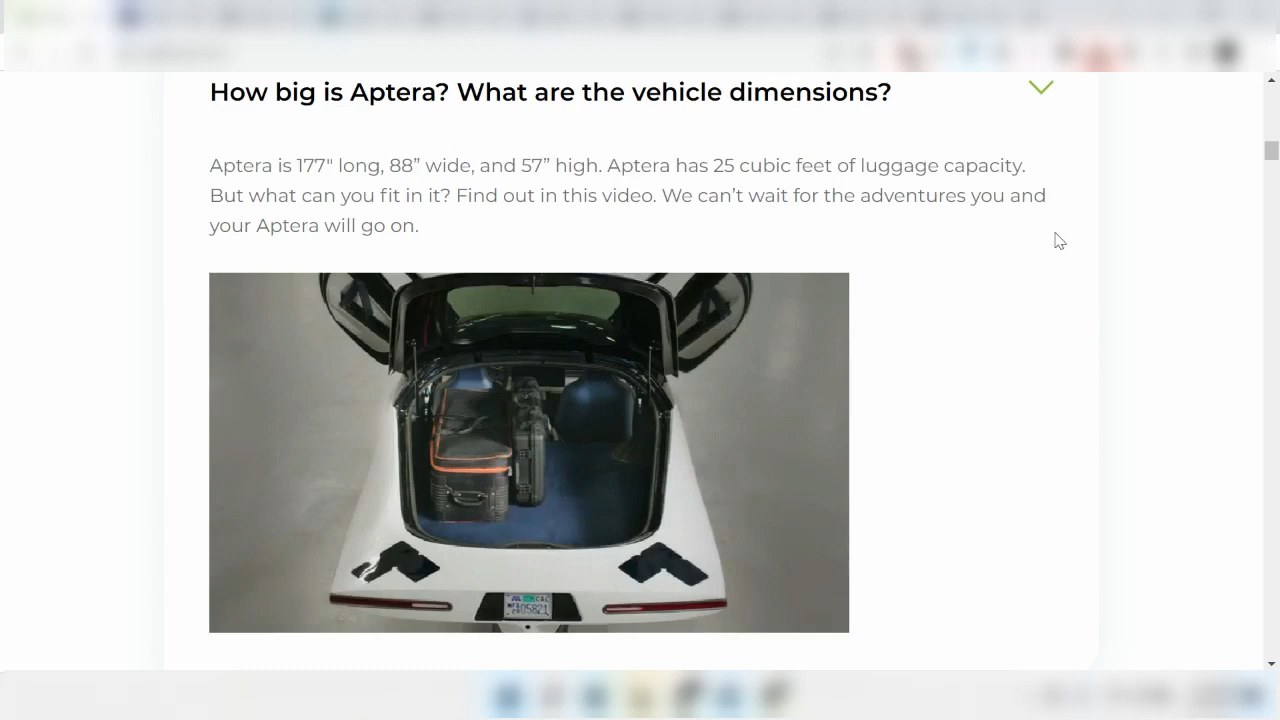 How big is Aptera? What are the vehicle dimensions?
Aptera is 177" long, 88” wide, and 57” high. Aptera has 25 cubic feet of luggage capacity.
But what can you fit in it? Find out in this video. We can’t wait for the adventures you and
your Aptera will go on.
JUL